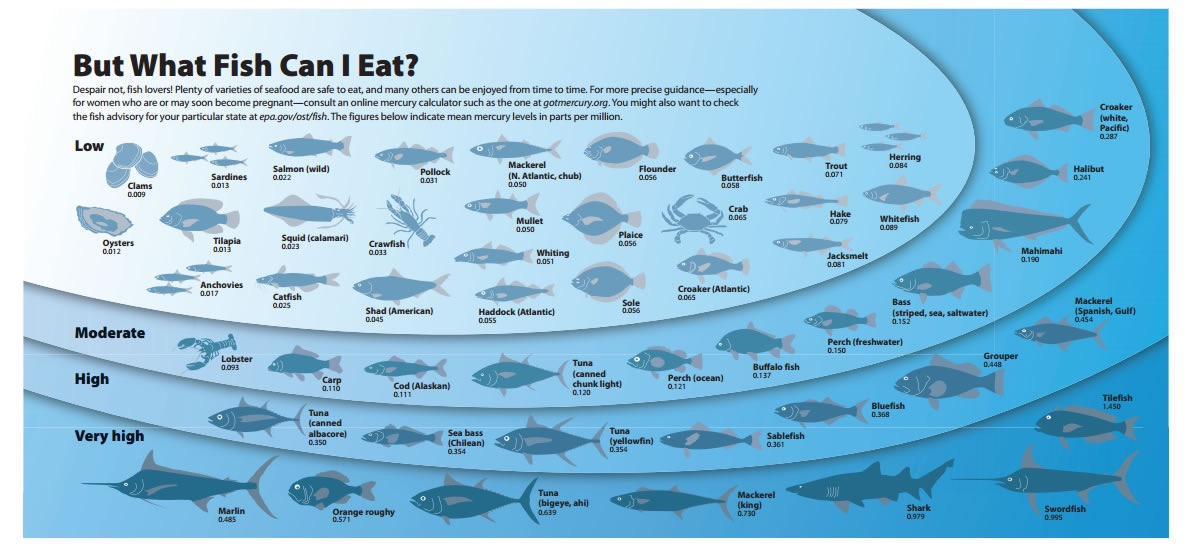 But What Fish Can I Eat?
Despair not, fish lovers! Plenty of varieties of seafood are safe to eat, and many others can be enjoyed from time to time. For more precise guidance—especially
for women who are or may soon become pregnant—consult an online mercury calculator such as the one at gotmercury.org. You might also want to check
the fish advisory for your particular state at epa.gov/ost/fish. The figures below indicate mean mercury levels in parts per million.
Low
Clams
0.009
Sardines
0.013
Salmon (wild)
0.022
Pollock
0.031
Mackerel
(N. Atlantic, chub)
0.050
Flounder
0.056
Butterfish
0.058
Trout
0.071
Herring
0.084
Oysters
0.012
Tilapia
0.013
Squid (calamari)
0.023
Crawfish
0.033
Mullet
0.050
Plaice
0.056
Crab
0.065
Hake
0.079
Whitefish
0.089
Anchovies
0.017
Catfish
0.025
Shad (American)
0.045
Whiting
0.051
Haddock (Atlantic)
0.055
Sole
0.056
Croaker (Atlantic)
0.065
Jacksmelt
0.081
Moderate
Lobster
0.093
Carp
0.110
Cod (Alaskan)
0.111
Tuna
(canned
chunk light)
0.120
Perch (ocean)
0.121
Buffalo fish
0.137
Perch (freshwater)
0.150
Bass
(striped, sea, saltwater)
0.152
Mahimahi
0.190
Halibut
0.241
Croaker
(white,
Pacific)
0.287
High
Tuna
(canned
albacore)
0.350
Sea bass
(Chilean)
0.354
Tuna
(yellowfin)
0.354
Sablefish
0.361
Bluefish
0.368
Grouper
0.448
Mackerel
(Spanish, Gulf)
0.454
Very high
Marlin
0.485
Orange roughy
0.571
Tuna
(bigeye, ahi)
0.639
Mackerel
(king)
0.730
Shark
0.979
Swordfish
0.995
Tilefish
1.450